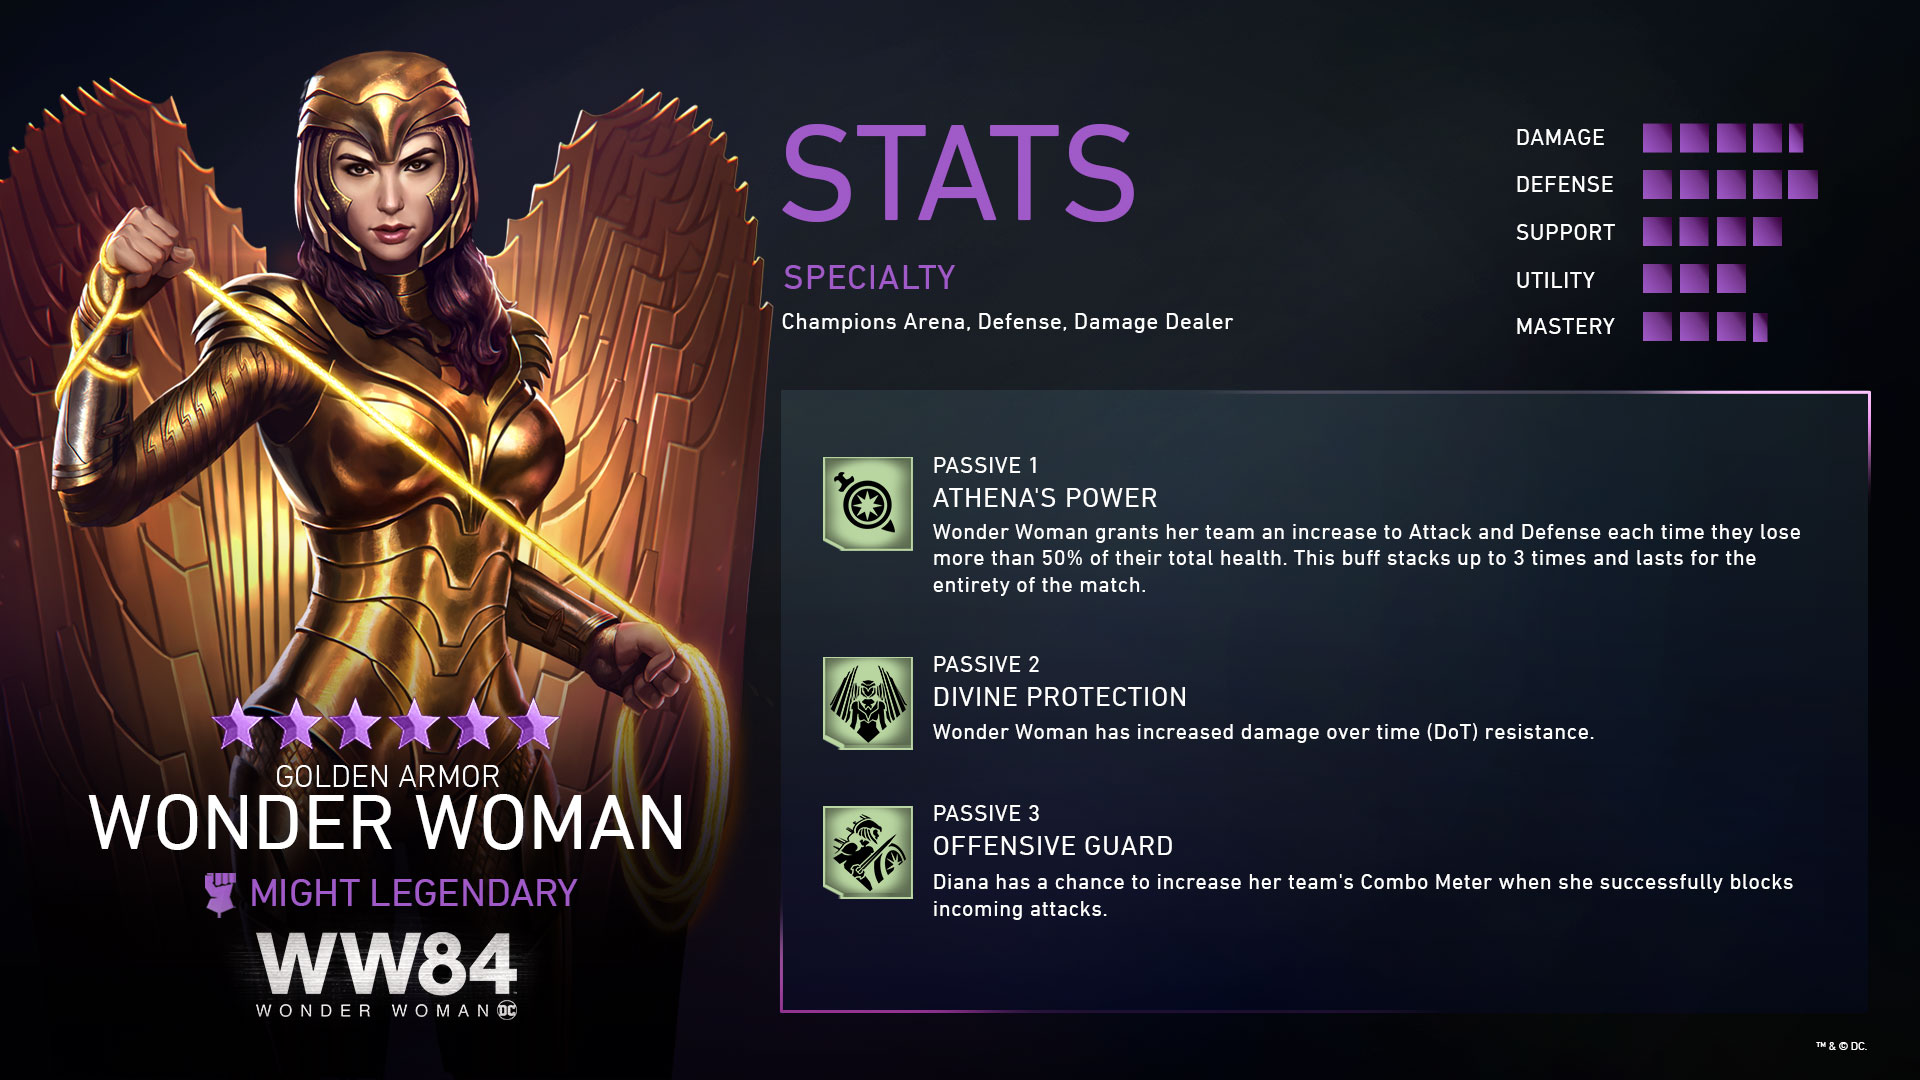 STATS
SPECIALTY
Champions Arena, Defense, Damage Dealer
DAMAGE
DEFENSE
SUPPORT
UTILITY
MASTERY
PASSIVE 1
ATHENA'S POWER
Wonder Woman grants her team an increase to Attack and Defense each time they lose
more than 50% of their total health. This buff stacks up to 3 times and lasts for the
entirety of the match.
PASSIVE 2
DIVINE PROTECTION
Wonder Woman has increased damage over time (DoT) resistance.
PASSIVE 3
OFFENSIVE GUARD
Diana has a chance to increase her team's Combo Meter when she successfully blocks
incoming attacks.
GOLDEN ARMOR
WONDER WOMAN
MIGHT LEGENDARY
WW84
WONDER WOMAN DC
™ & © DC.